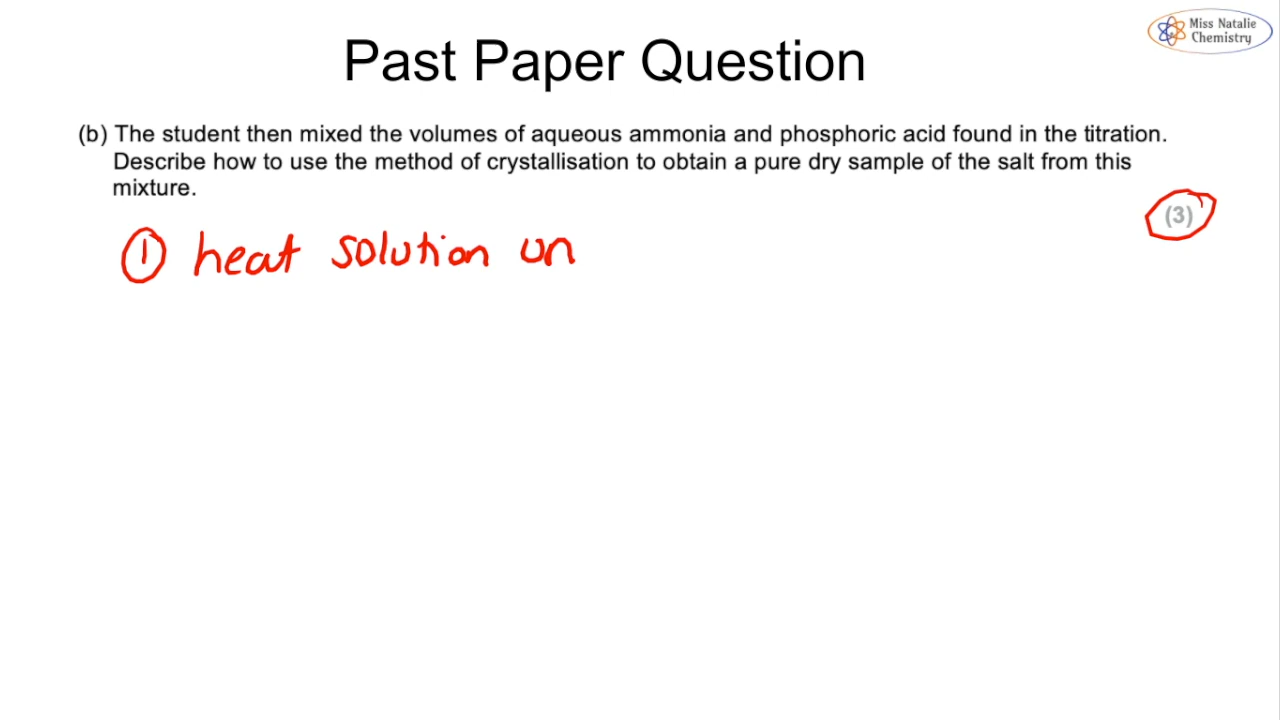 Miss Natalie
Chemistry
Past Paper Question
(b) The student then mixed the volumes of aqueous ammonia and phosphoric acid found in the titration.
Describe how to use the method of crystallisation to obtain a pure dry sample of the salt from this
mixture.
(3)
① heat solution un